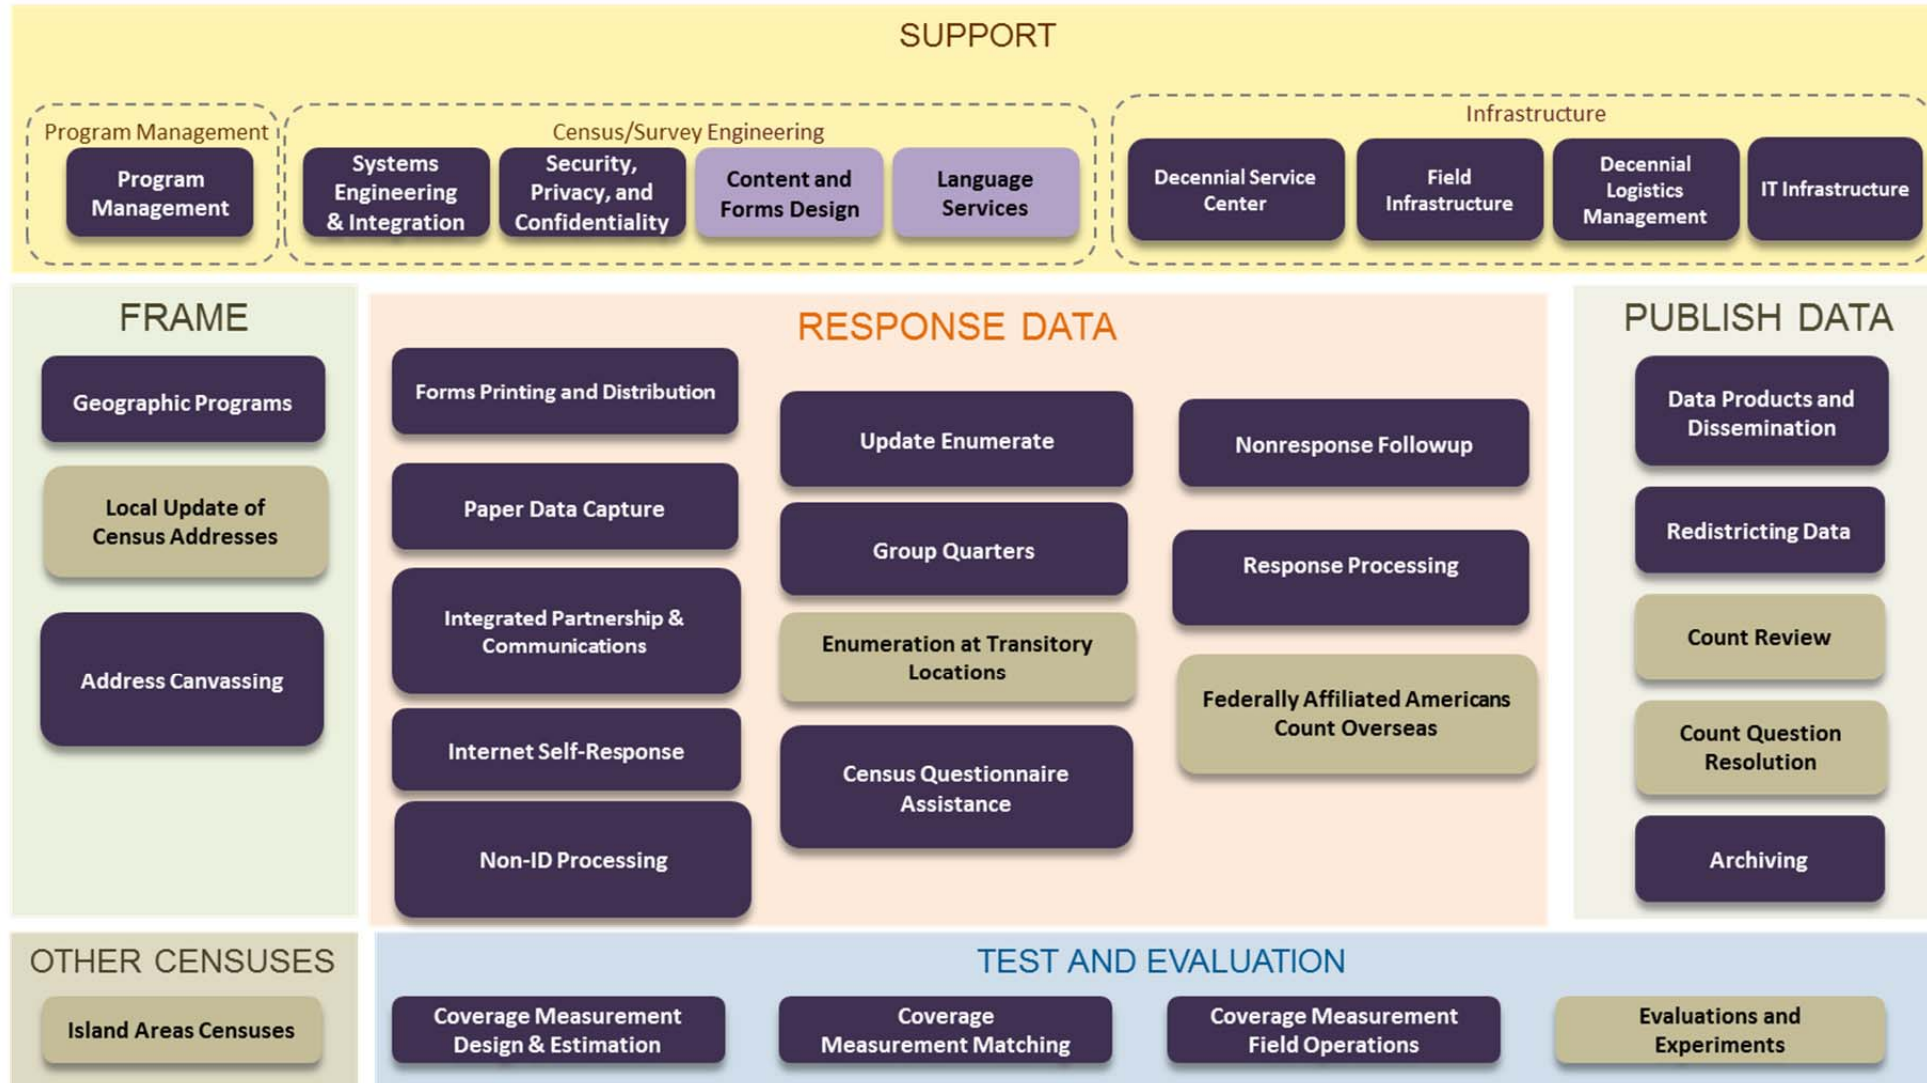 SUPPORT
Program Management
Program
Management
Census/Survey Engineering
Systems
Engineering
& Integration
Security,
Privacy, and
Confidentiality
Content and
Forms Design
Language
Services
Infrastructure
Decennial Service
Center
Field
Infrastructure
Decennial
Logistics
Management
IT Infrastructure
FRAME
Geographic Programs
Local Update of
Census Addresses
Address Canvassing
RESPONSE DATA
Forms Printing and Distribution
Paper Data Capture
Integrated Partnership &
Communications
Internet Self-Response
Non-ID Processing
Update Enumerate
Group Quarters
Enumeration at Transitory
Locations
Census Questionnaire
Assistance
Nonresponse Followup
Response Processing
Federally Affiliated Americans
Count Overseas
PUBLISH DATA
Data Products and
Dissemination
Redistricting Data
Count Review
Count Question
Resolution
Archiving
OTHER CENSUSES
Island Areas Censuses
TEST AND EVALUATION
Coverage Measurement
Design & Estimation
Coverage
Measurement Matching
Coverage Measurement
Field Operations
Evaluations and
Experiments